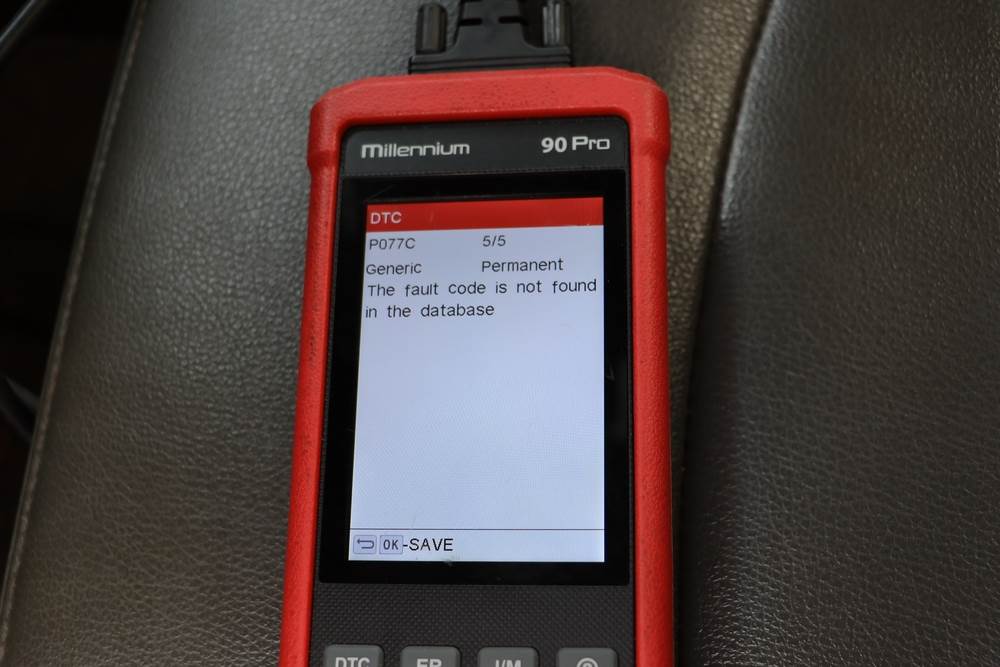 Millennium 90 Pro
DTC
P077C 5/5
Generic Permanent
The fault code is not found
in the database
OK-SAVE
DTC ER I/M